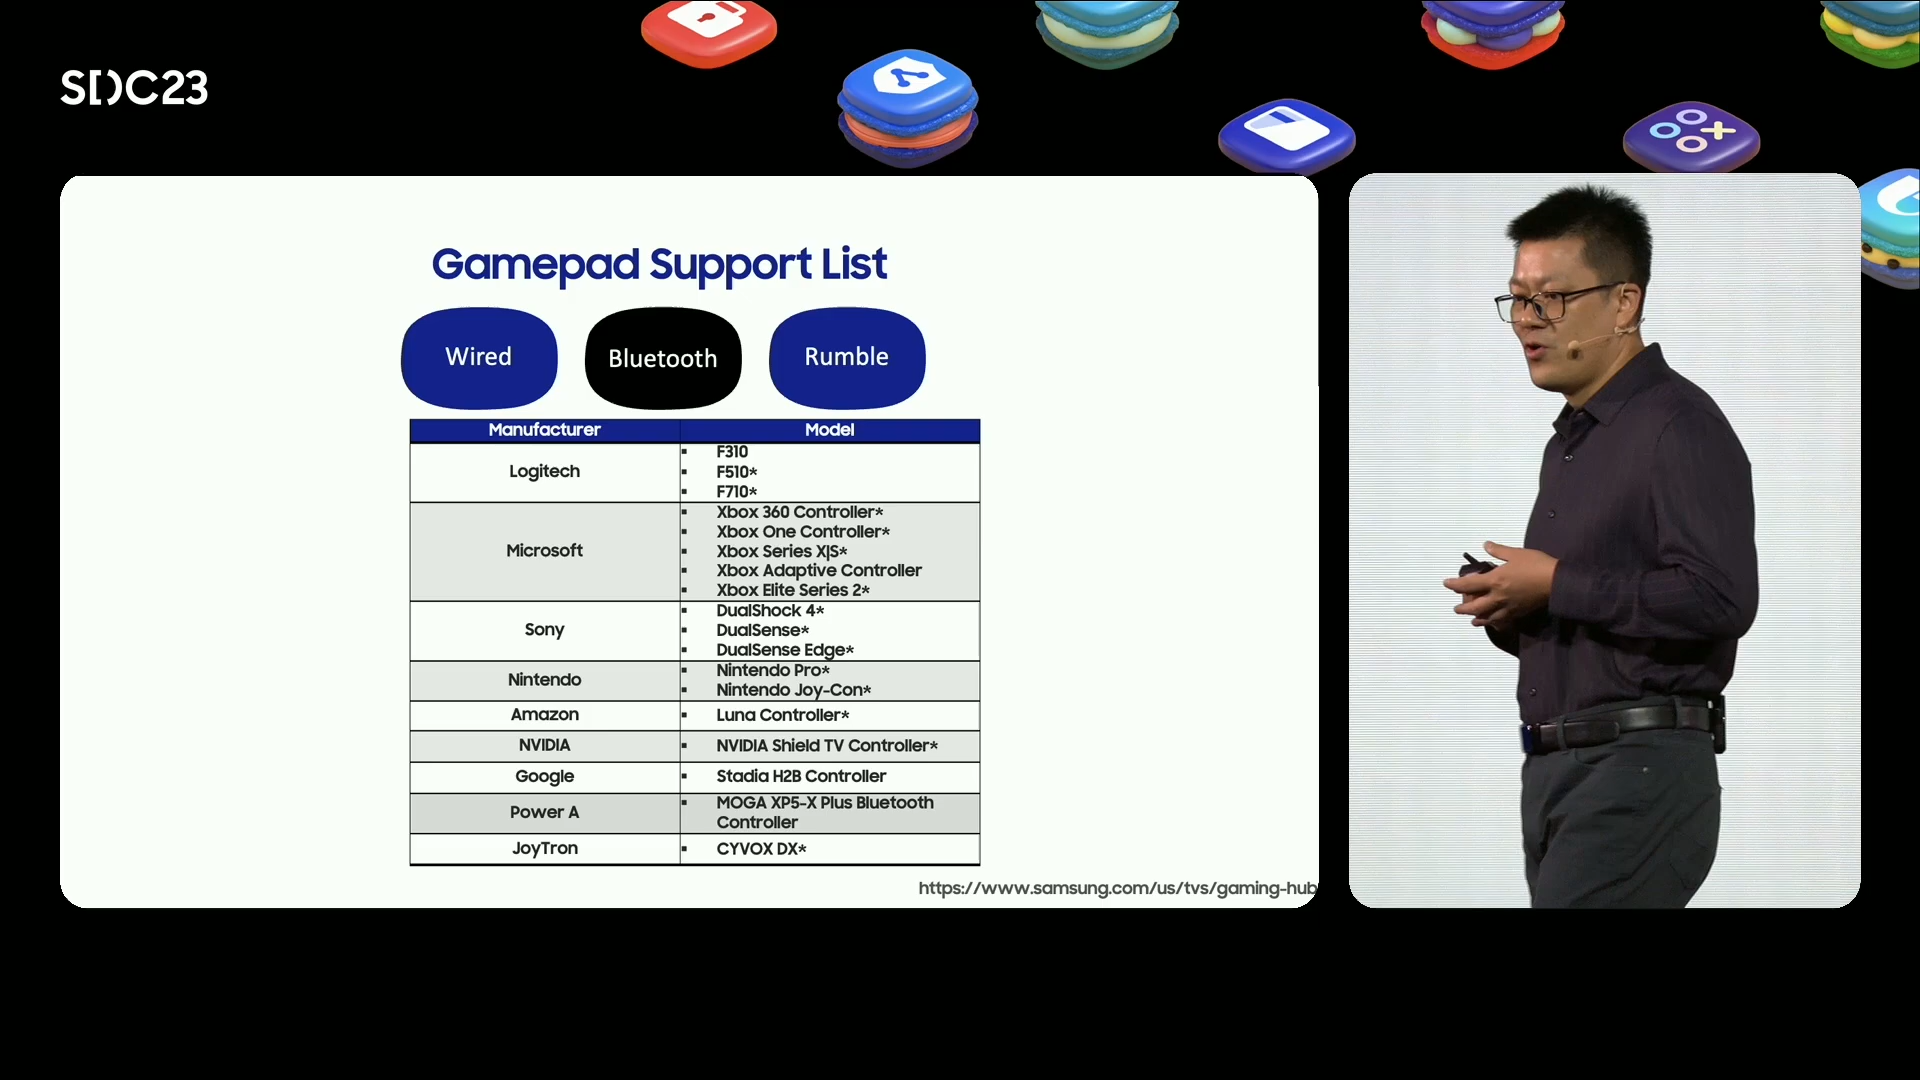 SDC23
Gamepad Support List
Wired
Bluetooth
Rumble
Manufacturer Model
Logitech
F310
F510*
F710*
Microsoft
Xbox 360 Controller*
Xbox One Controller*
Xbox Series X|S*
Xbox Adaptive Controller
Xbox Elite Series 2*
Sony
DualShock 4*
DualSense*
DualSense Edge*
Nintendo
Nintendo Pro*
Nintendo Joy-Con*
Amazon
Luna Controller*
NVIDIA
NVIDIA Shield TV Controller*
Google
Stadia H2B Controller
Power A
MOGA XP5-X Plus Bluetooth
Controller
JoyTron
CYVOX DX*
https://www.samsung.com/us/tvs/gaming-hub